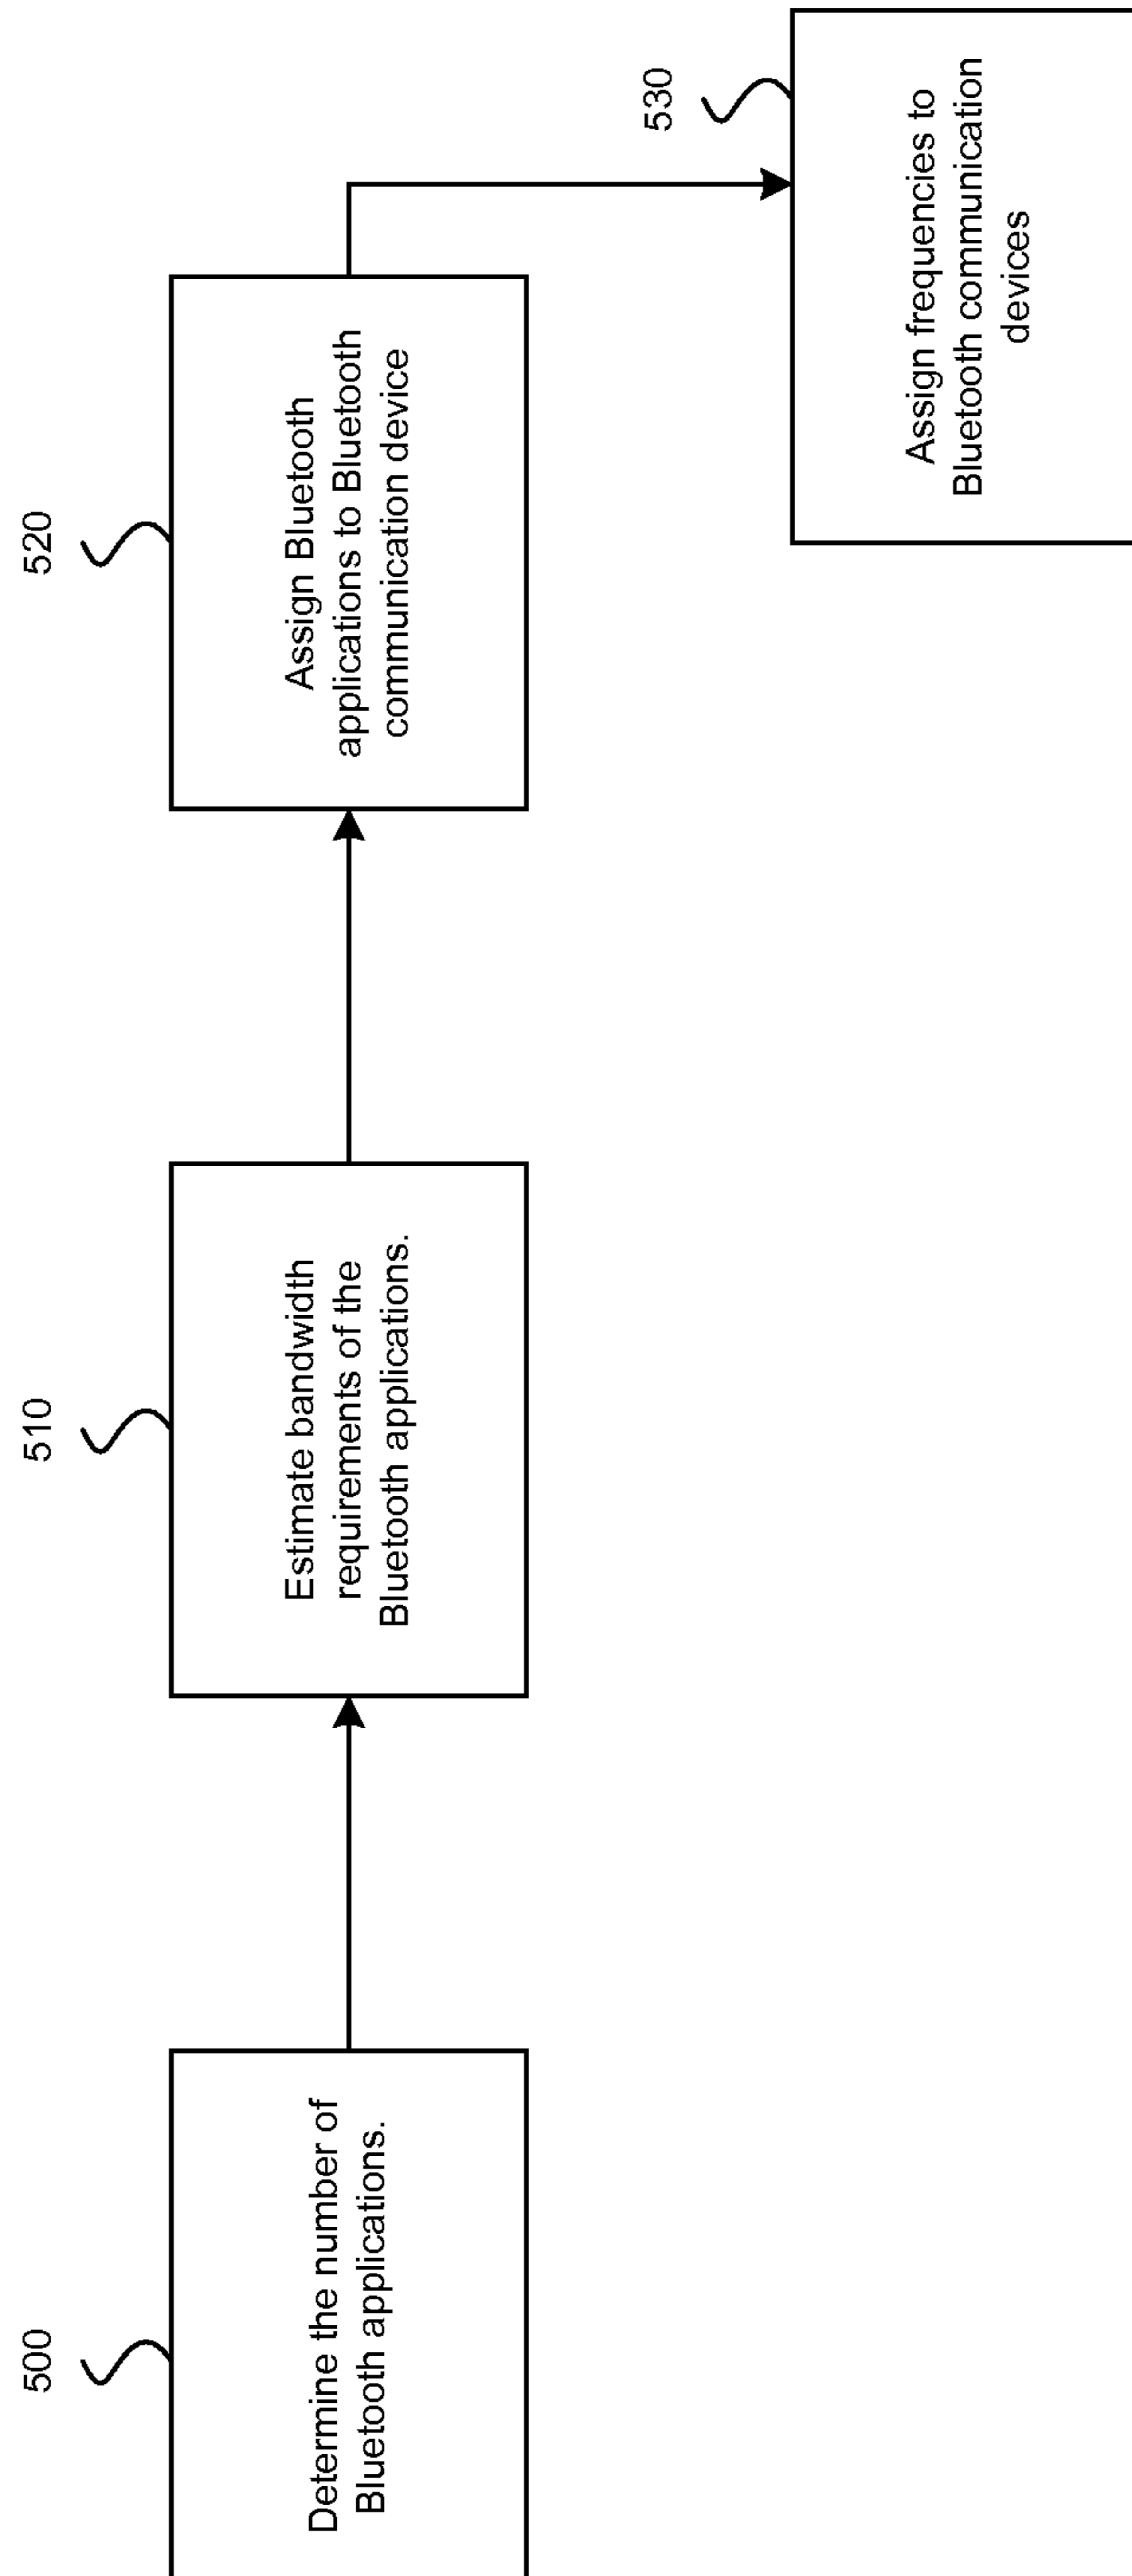 500
Determine the number of
Bluetooth applications.
510
Estimate bandwidth
requirements of the
Bluetooth applications.
520
Assign Bluetooth
applications to Bluetooth
communication device
530
Assign frequencies to
Bluetooth communication
devices